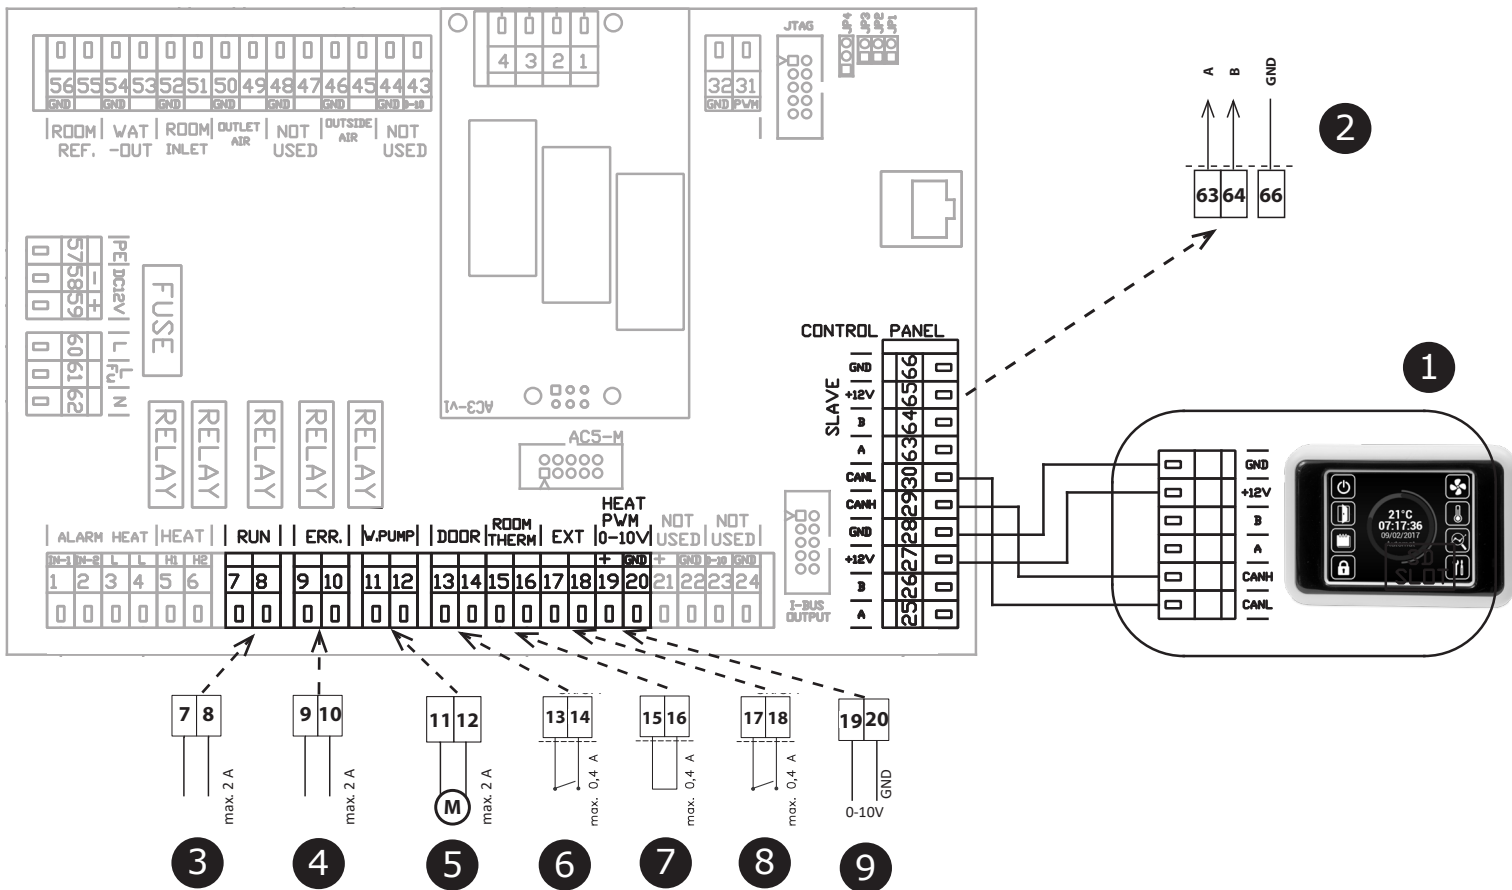 4 3 2 1
JTAG
JP4 JP3 JP2 JP1
56 55 54 53 52 51 50 49 48 47 46 45 44 43
GND GND GND GND GND GND GND 0-10
32 31
GND PWM
ROOM REF.
WAT -OUT
ROOM INLET
OUTLET AIR
NOT USED
OUTSIDE AIR
NOT USED
A B GND
63 64 66
2
57 PE
58 - DC12V
59 +
60 L
61 L Fu
62 N
FUSE
RELAY RELAY RELAY RELAY RELAY
AC3-v1
AC5-M
CONTROL PANEL
SLAVE
GND 66
+12V 65
B 64
A 63
CANL 30
CANH 29
GND 28
+12V 27
B 26
A 25
1
GND
+12V
B
A
CANH
CANL
21°C
07:17:36
09/02/2017
SD
SLOT
I-BUS
OUTPUT
ALARM HEAT HEAT RUN ERR. W.PUMP DOOR
ROOM THERM
EXT
HEAT PWM 0-10V
NOT USED
NOT USED
IN-1 IN-2 L L H1 H2 + GND + GND 0-10 GND
1 2 3 4 5 6 7 8 9 10 11 12 13 14 15 16 17 18 19 20 21 22 23 24
7 8
max. 2 A
3
9 10
max. 2 A
4
11 12
M
max. 2 A
5
13 14
max. 0,4 A
6
15 16
max. 0,4 A
7
17 18
max. 0,4 A
8
19 20
0-10V
GND
9